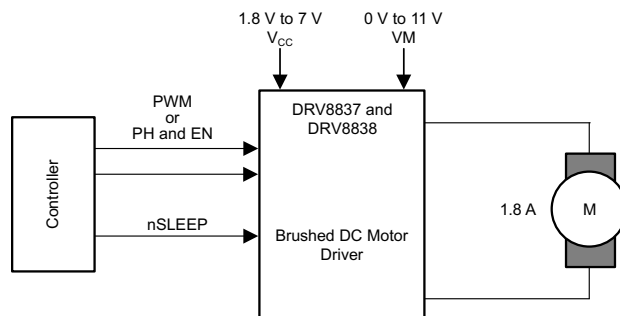 1.8 V to 7 V
VCC
0 V to 11 V
VM
PWM
or
PH and EN
DRV8837 and
DRV8838
Controller
nSLEEP
Brushed DC Motor
Driver
1.8 A
M